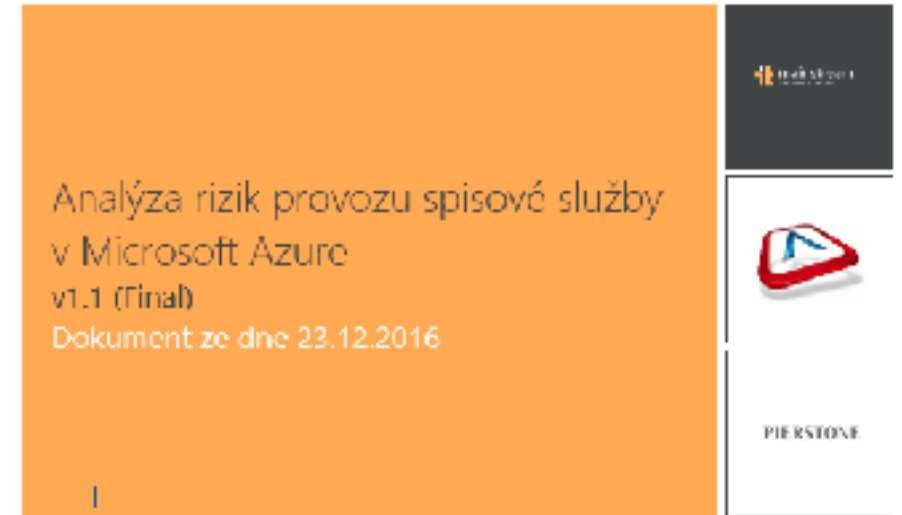 Analýza rizik provozu spisové služby
v Microsoft Azure
v1.1 (Final)
Dokument ze dne 23.12.2016
PIERSTONE